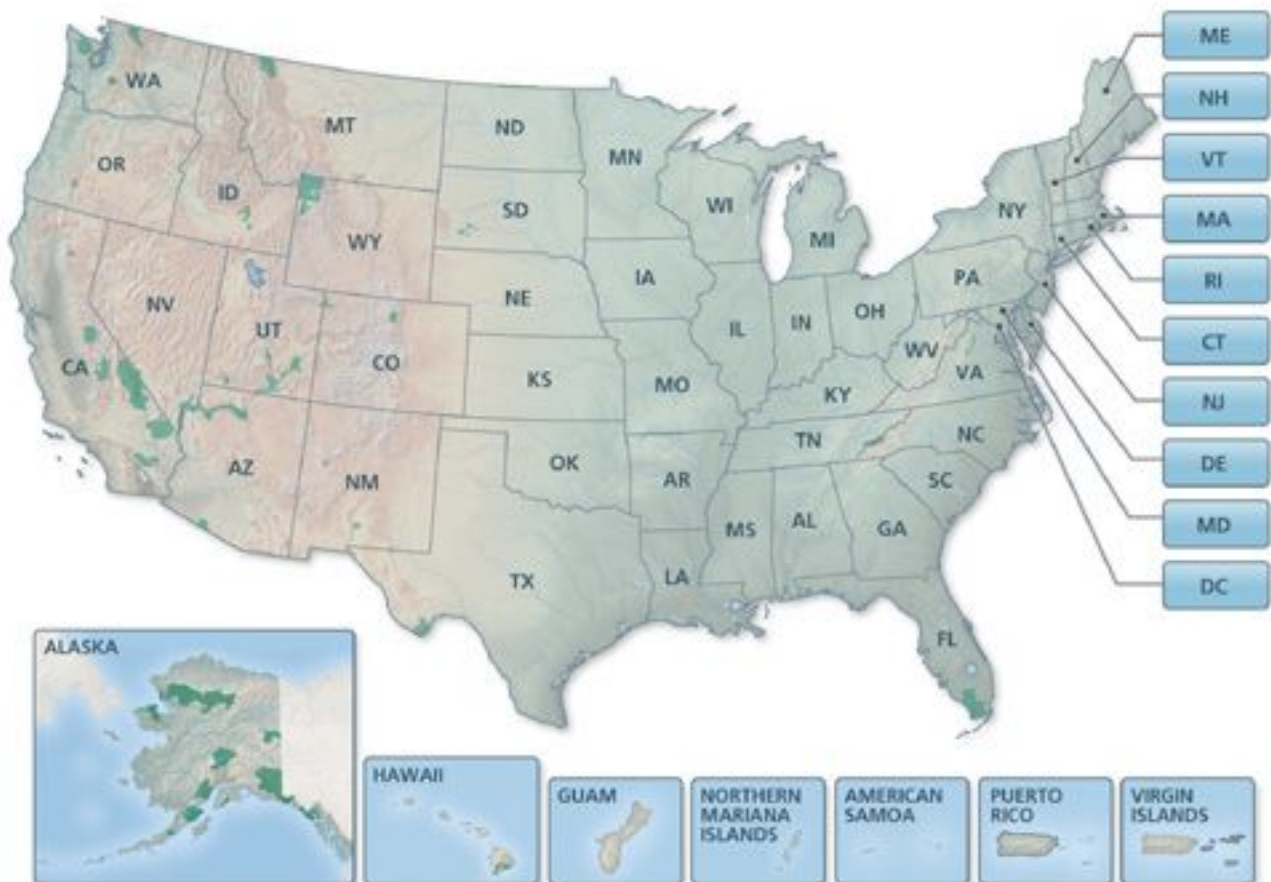 ME
NH
VT
MA
RI
CT
NJ
DE
MD
DC
WA
MT
ND
MN
OR
ID
SD
WI
NY
MI
WY
IA
PA
NE
NV
UT
IL
IN
OH
CO
WV
CA
KS
MO
KY
VA
TN
NC
AZ
NM
OK
AR
SC
MS
AL
GA
TX
LA
FL
ALASKA
HAWAII
GUAM
NORTHERN
MARIANA
ISLANDS
AMERICAN
SAMOA
PUERTO
RICO
VIRGIN
ISLANDS